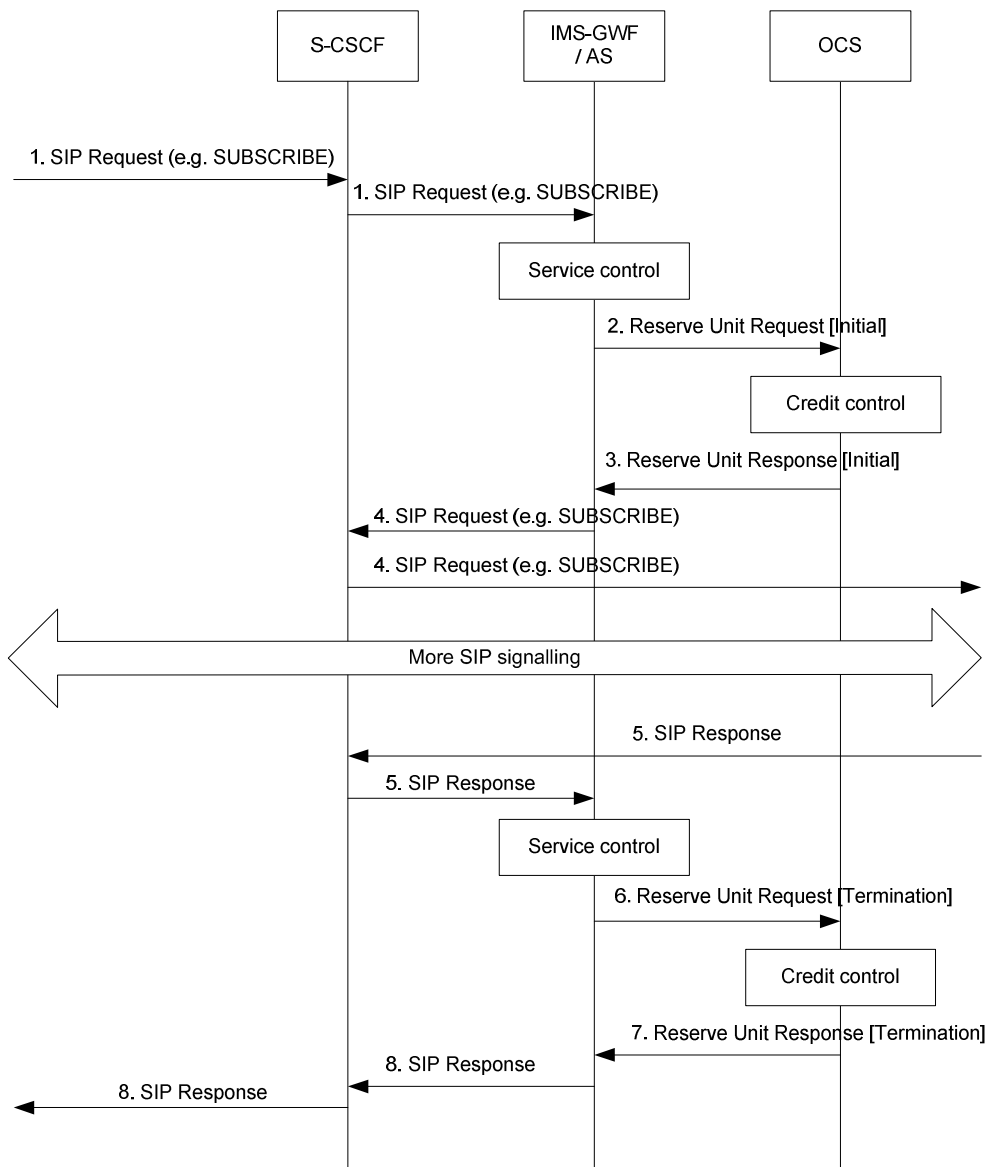 S-CSCF
IMS-GWF
/ AS
OCS
1. SIP Request (e.g. SUBSCRIBE)
1. SIP Request (e.g. SUBSCRIBE)
Service control
2. Reserve Unit Request [Initial]
Credit control
3. Reserve Unit Response [Initial]
4. SIP Request (e.g. SUBSCRIBE)
4. SIP Request (e.g. SUBSCRIBE)
More SIP signalling
5. SIP Response
5. SIP Response
Service control
6. Reserve Unit Request [Termination]
Credit control
7. Reserve Unit Response [Termination]
8. SIP Response
8. SIP Response